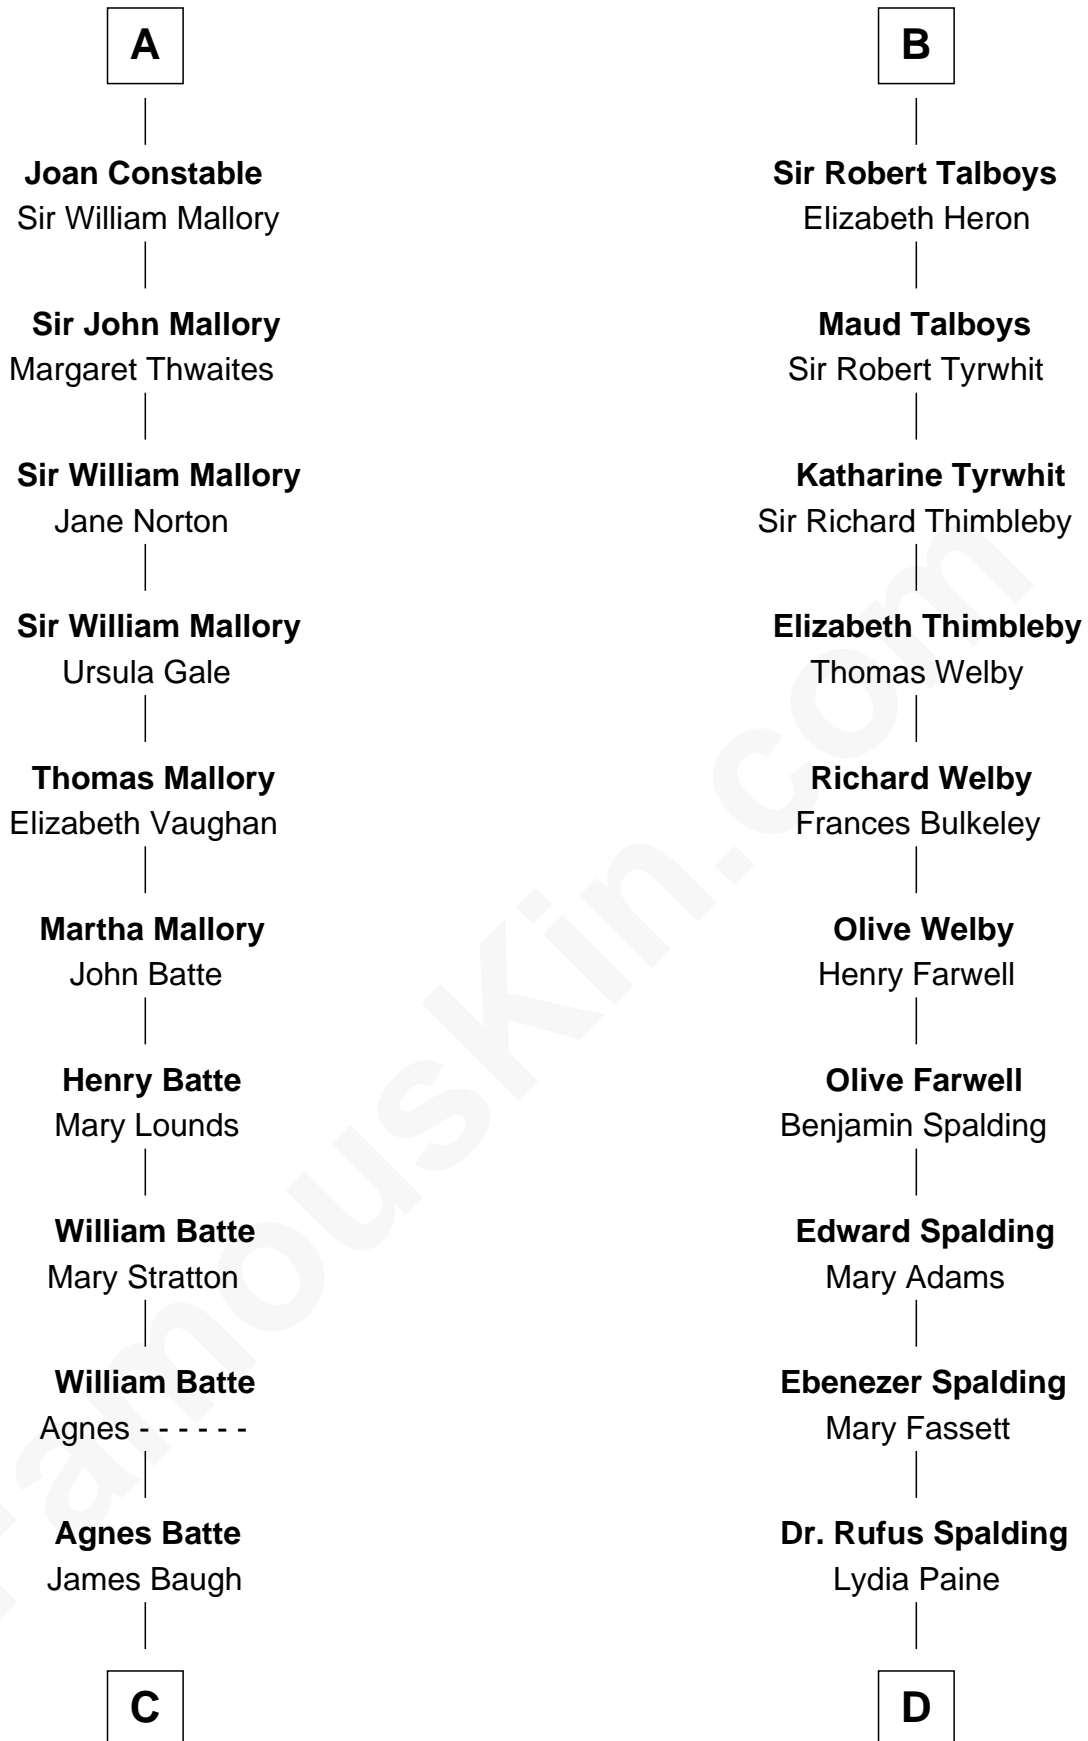 A
Joan Constable
Sir William Mallory
Sir John Mallory
Margaret Thwaites
Sir William Mallory
Jane Norton
Sir William Mallory
Ursula Gale
Thomas Mallory
Elizabeth Vaughan
Martha Mallory
John Batte
Henry Batte
Mary Lounds
William Batte
Mary Stratton
William Batte
Agnes - - - - - -
Agnes Batte
James Baugh
C
B
Sir Robert Talboys
Elizabeth Heron
Maud Talboys
Sir Robert Tyrwhit
Katharine Tyrwhit
Sir Richard Thimbleby
Elizabeth Thimbleby
Thomas Welby
Richard Welby
Frances Bulkeley
Olive Welby
Henry Farwell
Olive Farwell
Benjamin Spalding
Edward Spalding
Mary Adams
Ebenezer Spalding
Mary Fassett
Dr. Rufus Spalding
Lydia Paine
D
FamousKin.com